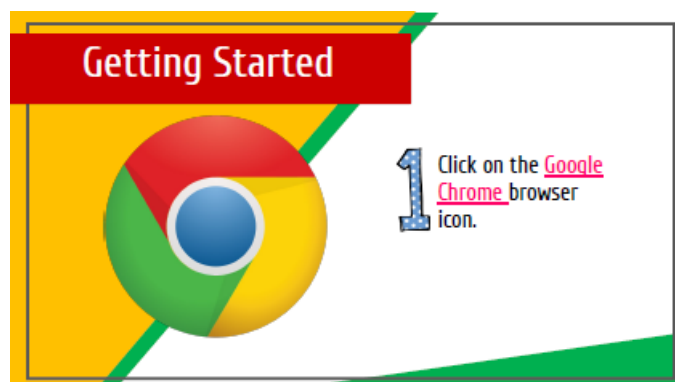 Getting Started
1
Click on the Google
Chrome browser
icon.